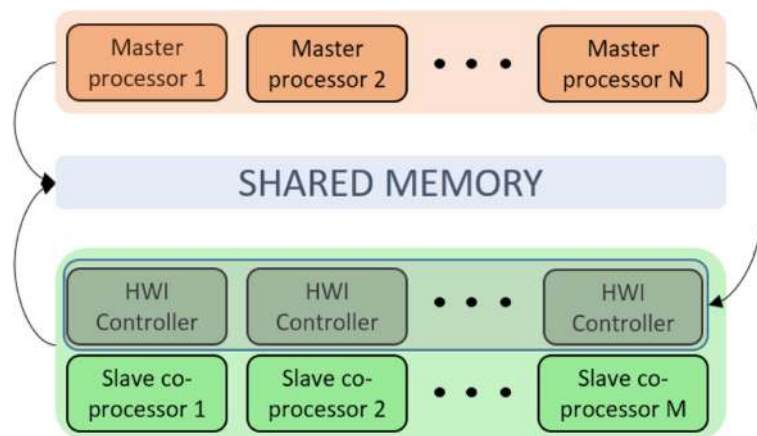 Master
processor 1
Master
processor 2
• • •
Master
processor N
SHARED MEMORY
HWI
Controller
HWI
Controller
• • •
HWI
Controller
Slave co-
processor 1
Slave co-
processor 2
• • •
Slave co-
processor M